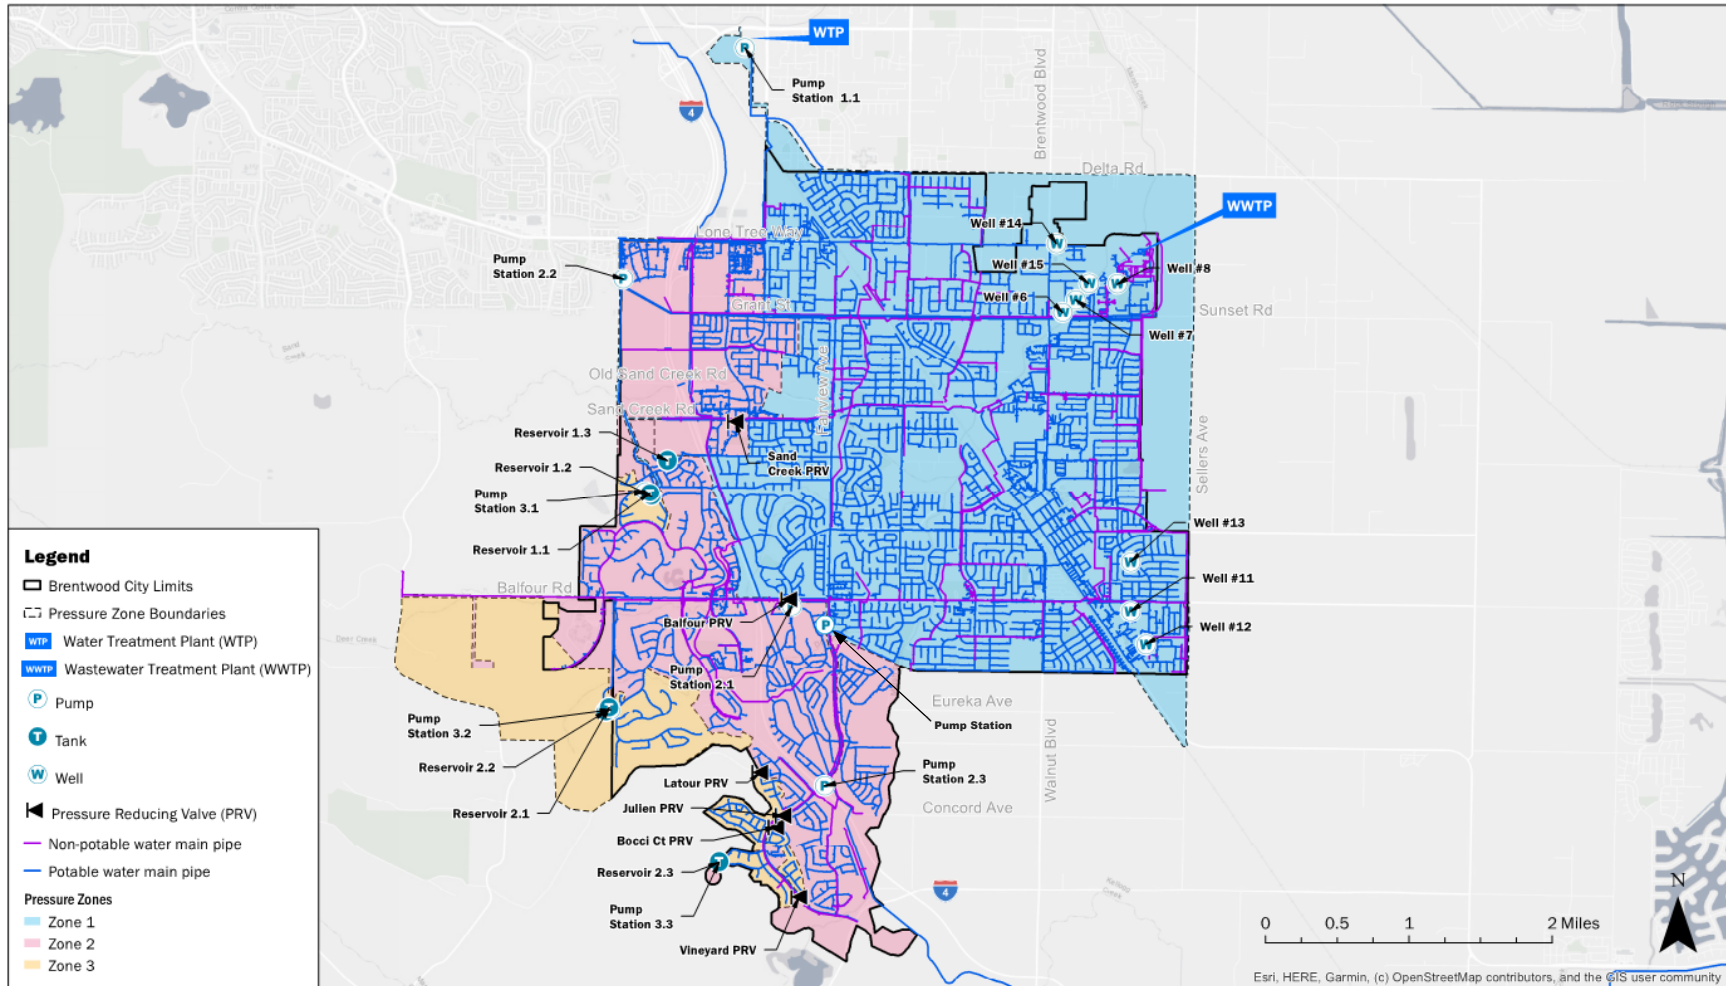 WTP
Pump
Station 1.1
4
Brentwood Blvd
Delta Rd
WWTP
Well #14
Lone Tree Way
Pump
Station 2.2
P
W
Well #15
Well #8
Well #6
Grant St
Sunset Rd
Well #7
Old Sand Creek Rd
Fairview Ave
Sand Creek Rd
Sand
Creek
Reservoir 1.3
T
Sand
Creek PRV
Reservoir 1.2
Sellers Ave
Pump
Station 3.1
Well #13
Reservoir 1.1
Well #11
Balfour Rd
Balfour PRV
Well #12
Deer Creek
Pump
Station 2.1
Eureka Ave
Pump Station
Pump
Station 3.2
Walnut Blvd
Reservoir 2.2
Latour PRV
Pump
Station 2.3
Julien PRV
Concord Ave
Reservoir 2.1
Bocci Ct PRV
Reservoir 2.3
4
Pump
Station 3.3
Vineyard PRV
Legend
Brentwood City Limits
Pressure Zone Boundaries
WTP Water Treatment Plant (WTP)
WWTP Wastewater Treatment Plant (WWTP)
P Pump
T Tank
W Well
Pressure Reducing Valve (PRV)
Non-potable water main pipe
Potable water main pipe
Pressure Zones
Zone 1
Zone 2
Zone 3
N
0 0.5 1 2 Miles
Esri, HERE, Garmin, (c) OpenStreetMap contributors, and the GIS user community